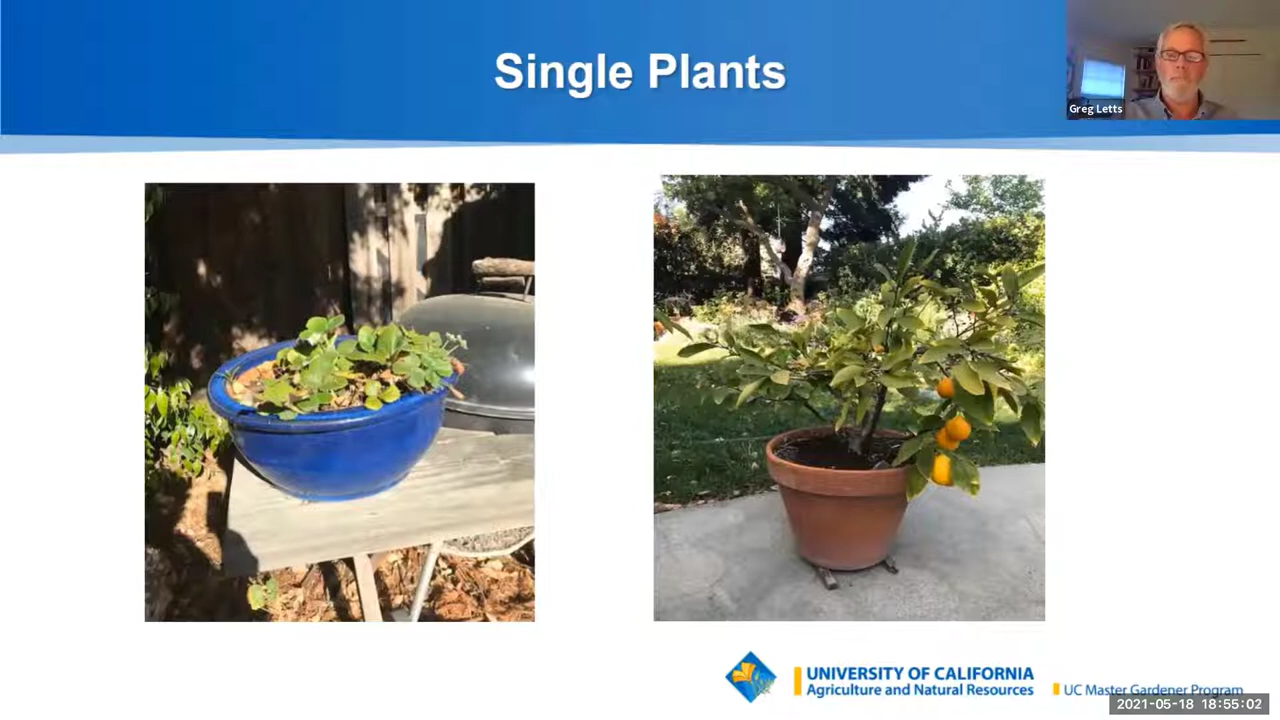 Single Plants
Greg Letts
UNIVERSITY OF CALIFORNIA
Agriculture and Natural Resources
UC Master Gardener Program
2021-05-18 18:55:02